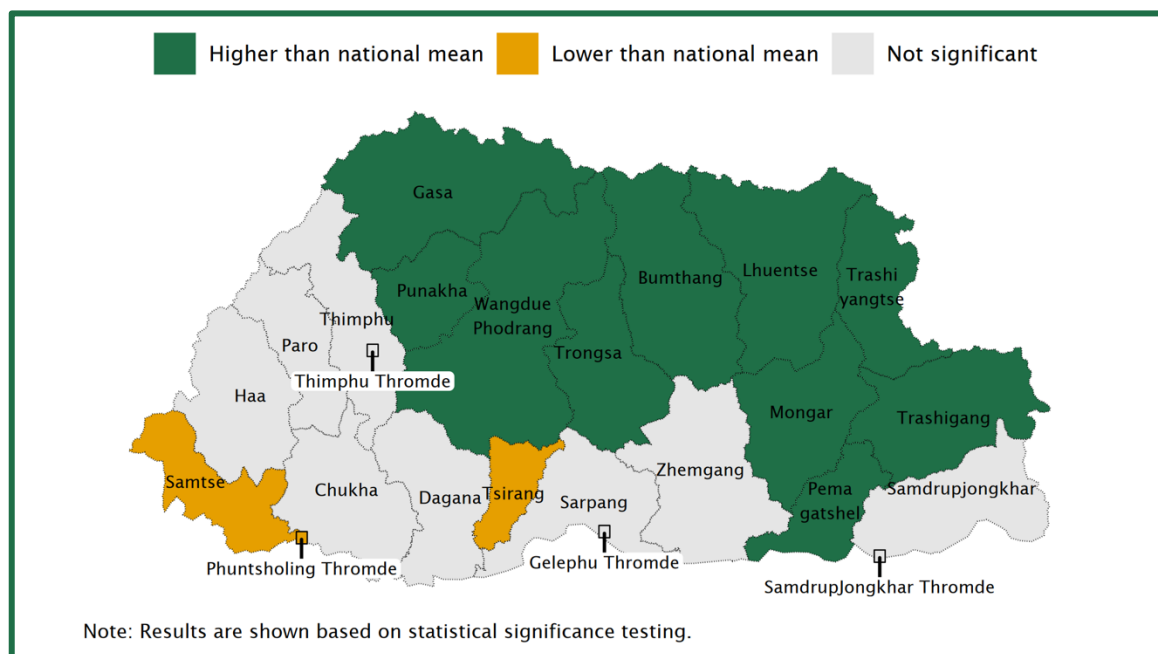 Higher than national mean
Lower than national mean
Not significant
Gasa
Punakha
Wangdue
Phodrang
Bumthang
Lhuentse
Trashi
yangtse
Thimphu
Paro
Trongsa
Thimphu Thromde
Haa
Mongar
Trashigang
Samtse
Chukha
Dagana
Tsirang
Sarpang
Zhemgang
Pema
gatshel
Samdrupjongkhar
Phuntsholing Thromde
Gelephu Thromde
SamdrupJongkhar Thromde
Note: Results are shown based on statistical significance testing.